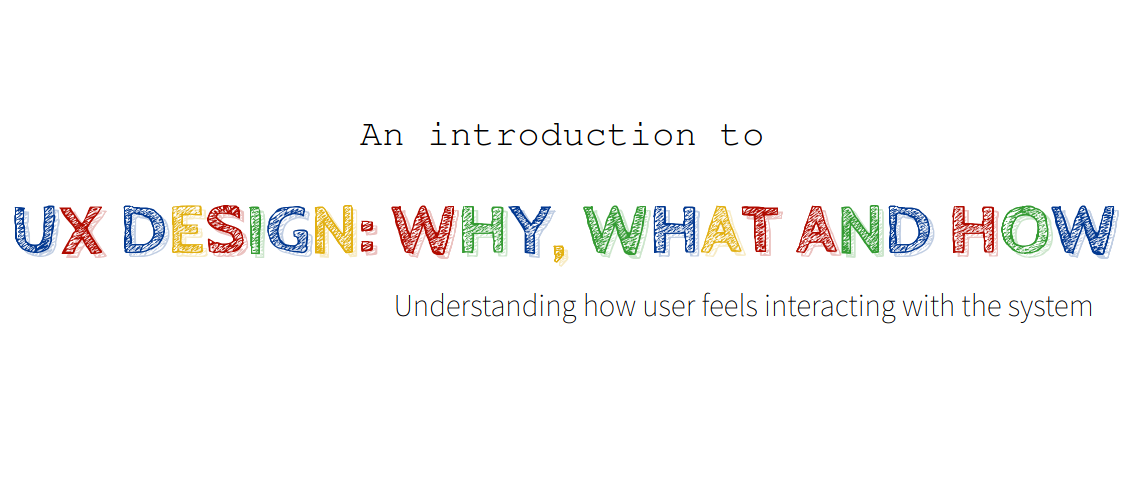 An introduction to
UX DESIGN: WHY, WHAT AND HOW
Understanding how user feels interacting with the system